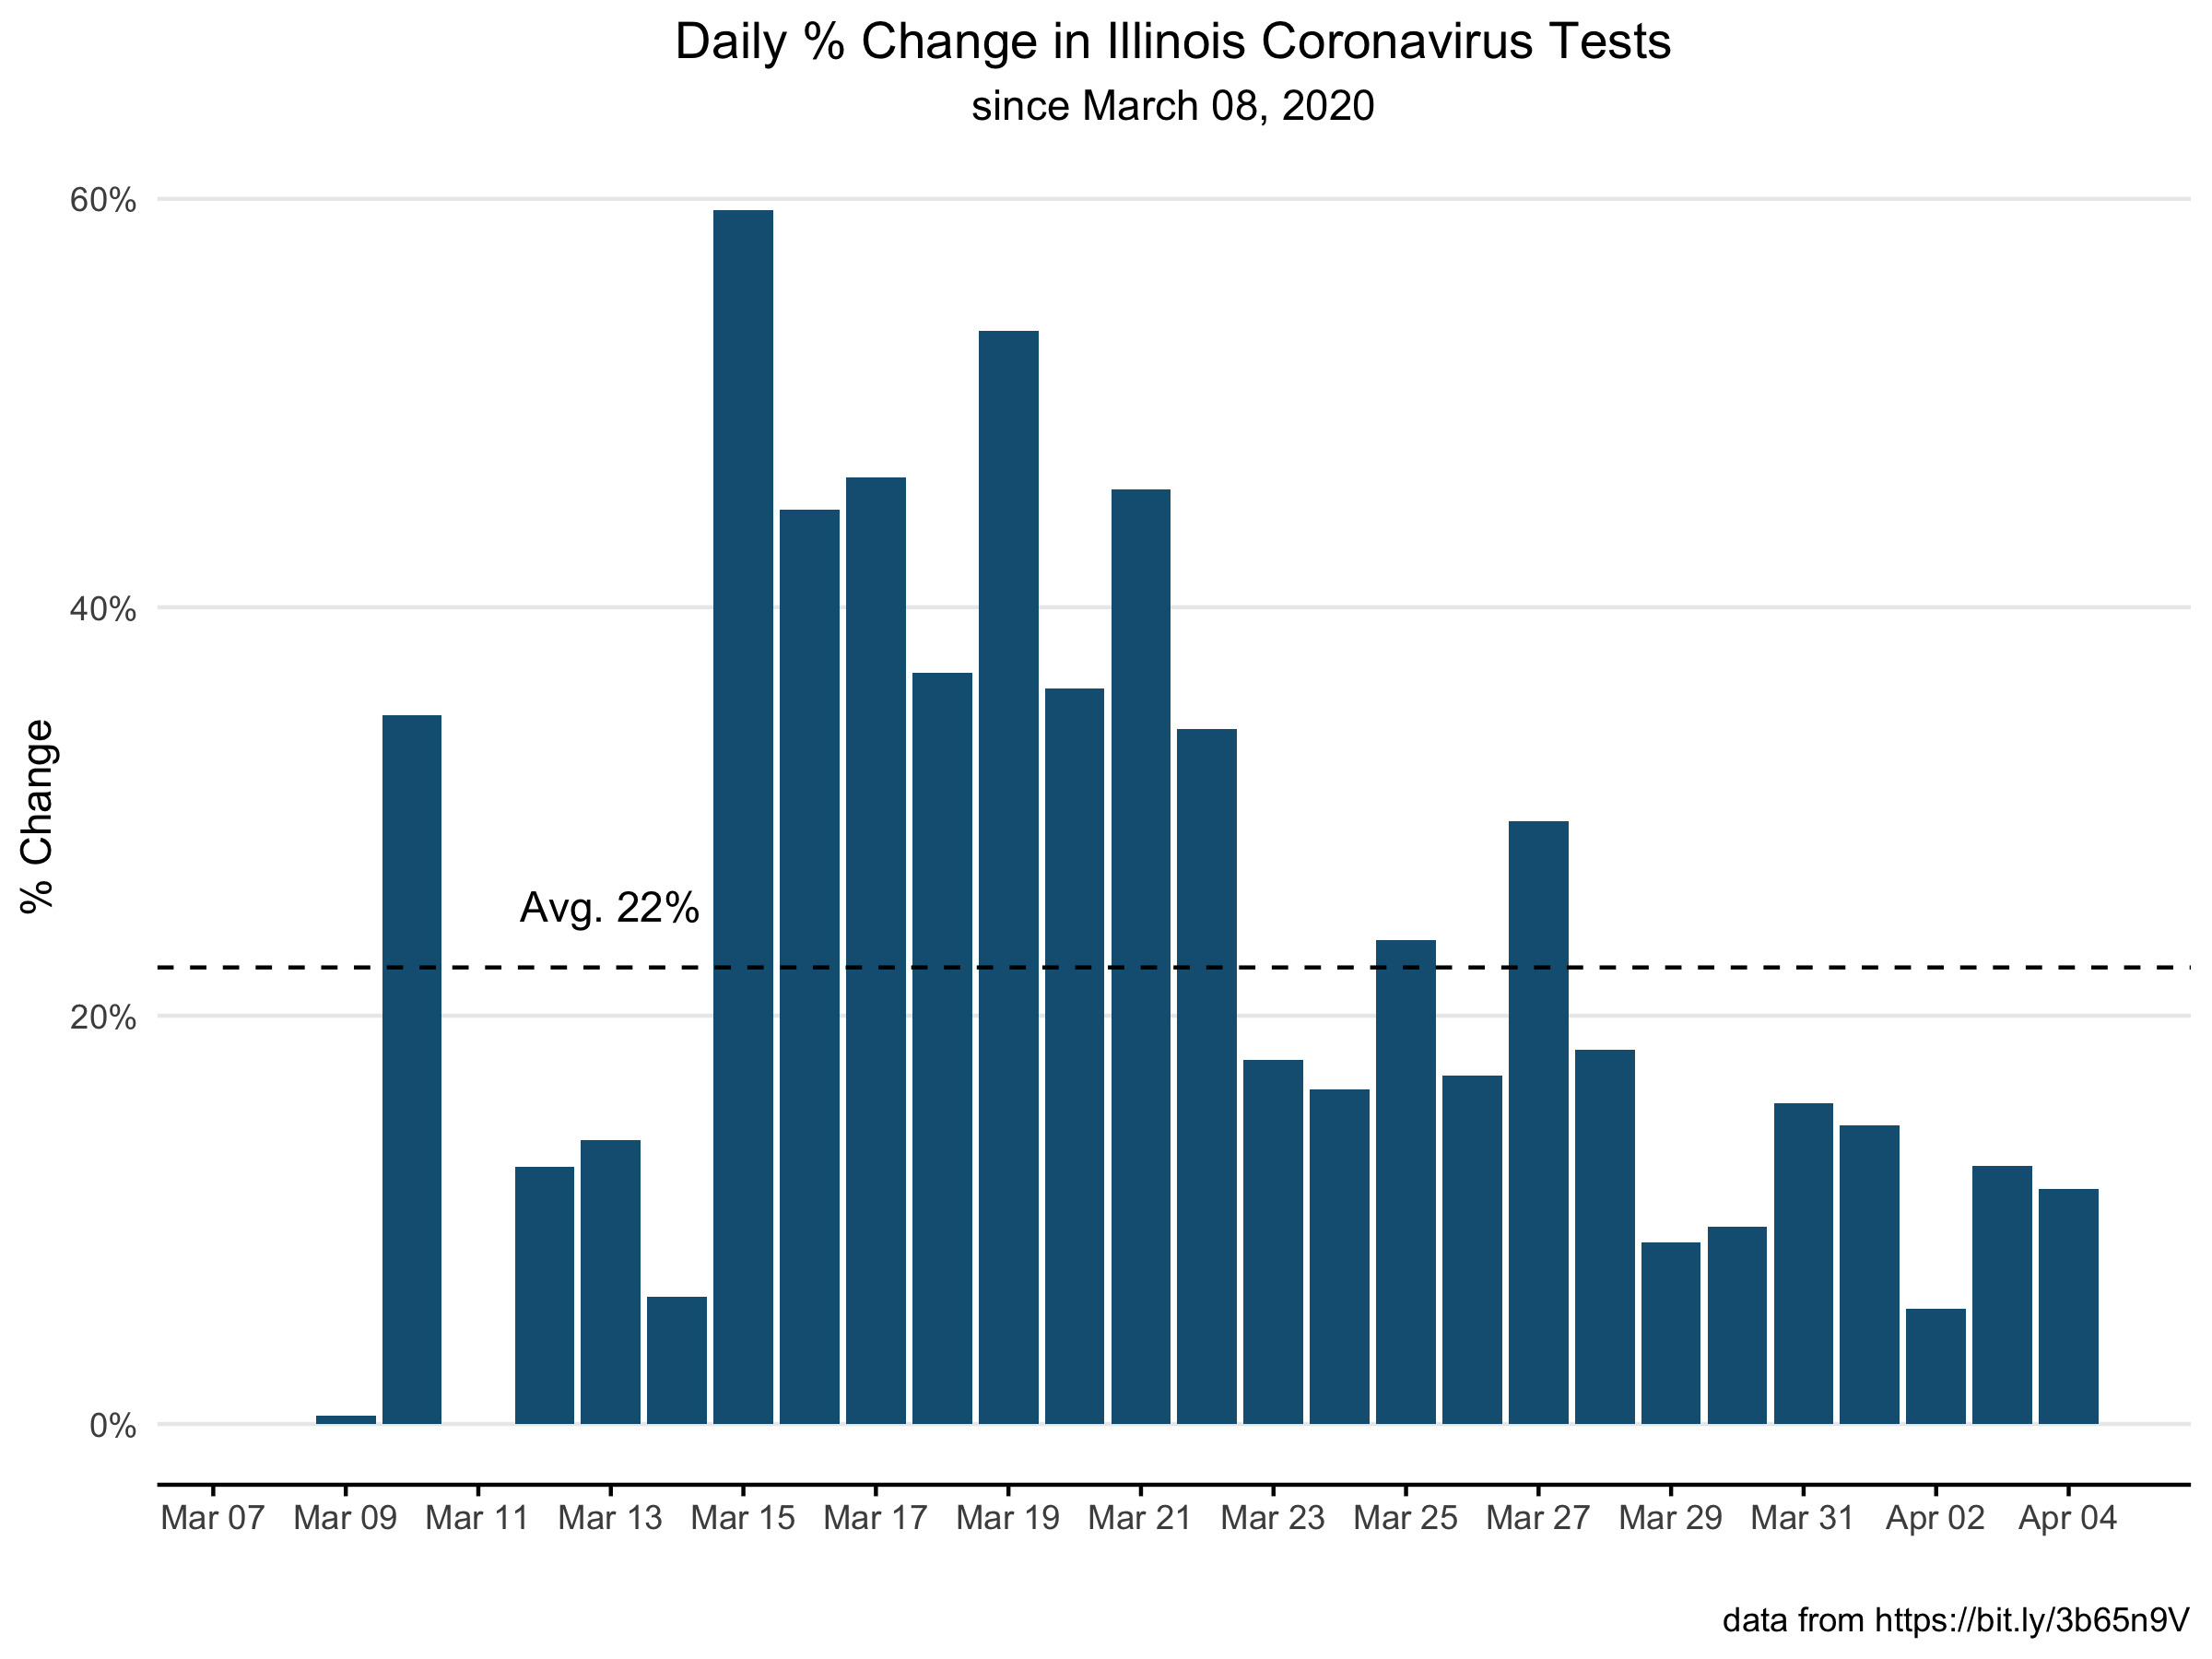 Daily % Change in Illinois Coronavirus Tests
since March 08, 2020
60%
40%
20%
0%
% Change
Avg. 22%
Mar 07 Mar 09 Mar 11 Mar 13 Mar 15 Mar 17 Mar 19 Mar 21 Mar 23 Mar 25 Mar 27 Mar 29 Mar 31 Apr 02 Apr 04
data from https://bit.ly/3b65n9V